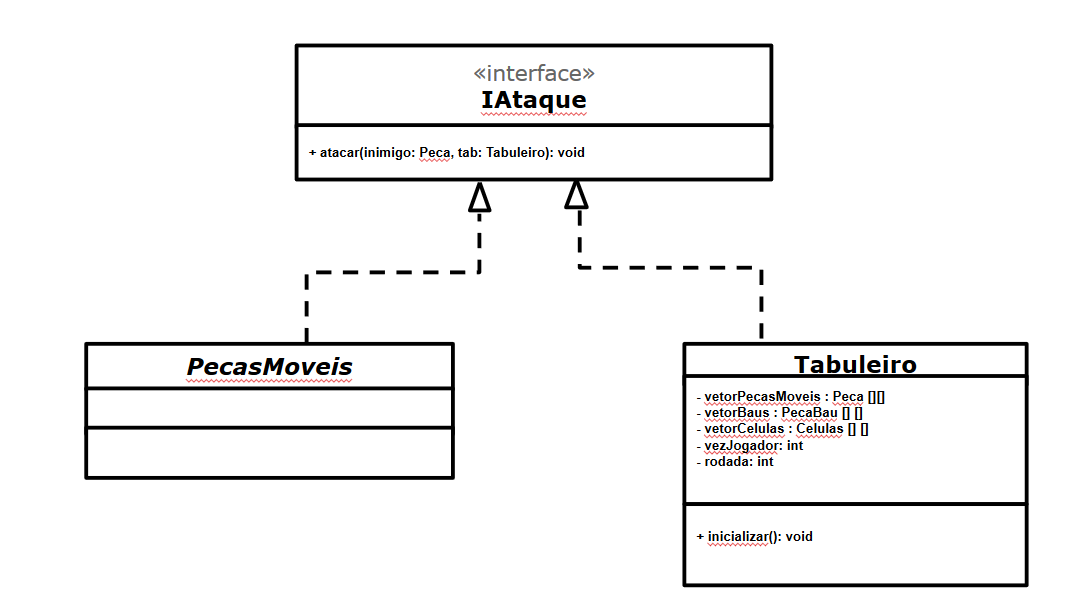 «interface»
IAtaque
+ atacar(inimigo: Peca, tab: Tabuleiro): void
PecasMoveis
Tabuleiro
- vetorPecasMoveis : Peca [][]
- vetorBaus : PecaBau [] []
- vetorCelulas : Celulas [] []
- vezJogador: int
- rodada: int
+ inicializar(): void